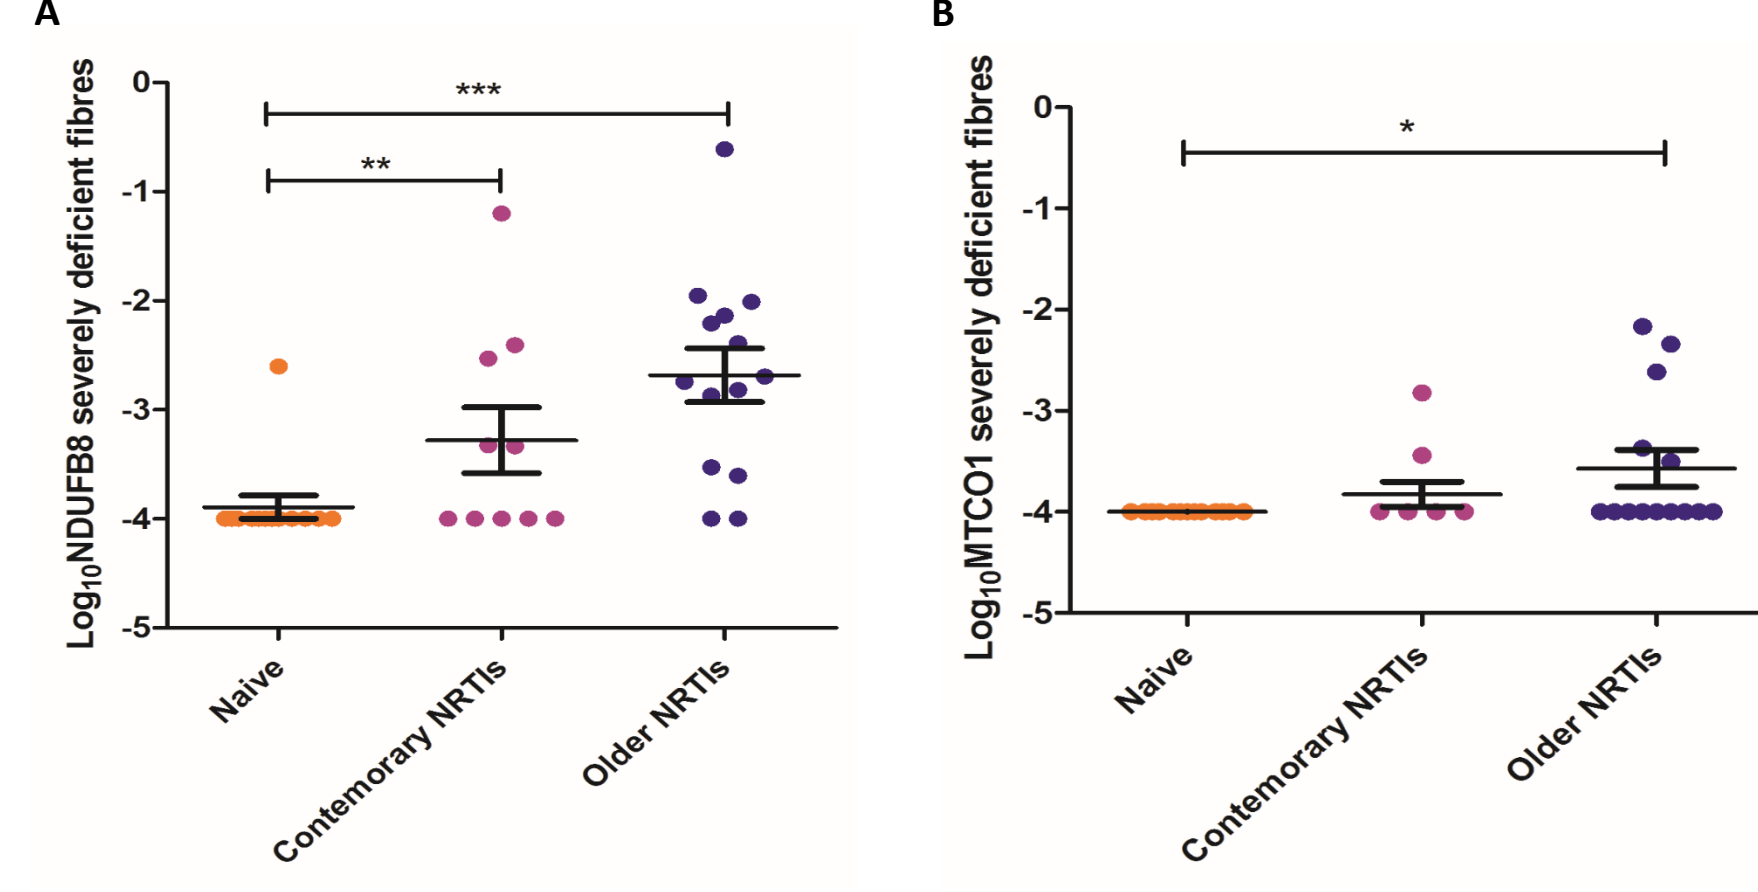 A
Log10NDUFB8 severely deficient fibres
0
-1
-2
-3
-4
-5
***
**
Naive
Contemorary NRTIs
Older NRTIs
B
Log10MTCO1 severely deficient fibres
0
-1
-2
-3
-4
-5
*
Naive
Contemorary NRTIs
Older NRTIs